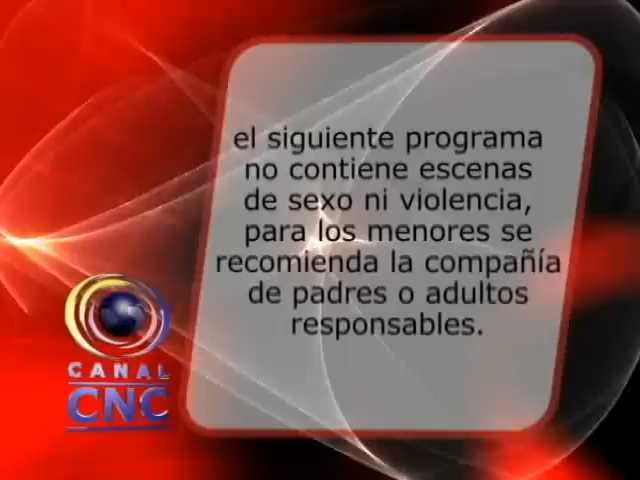 el siguiente programa
no contiene escenas
de sexo ni violencia,
para los menores se
recomienda la compañía
de padres o adultos
responsables.
CANAL
CNC